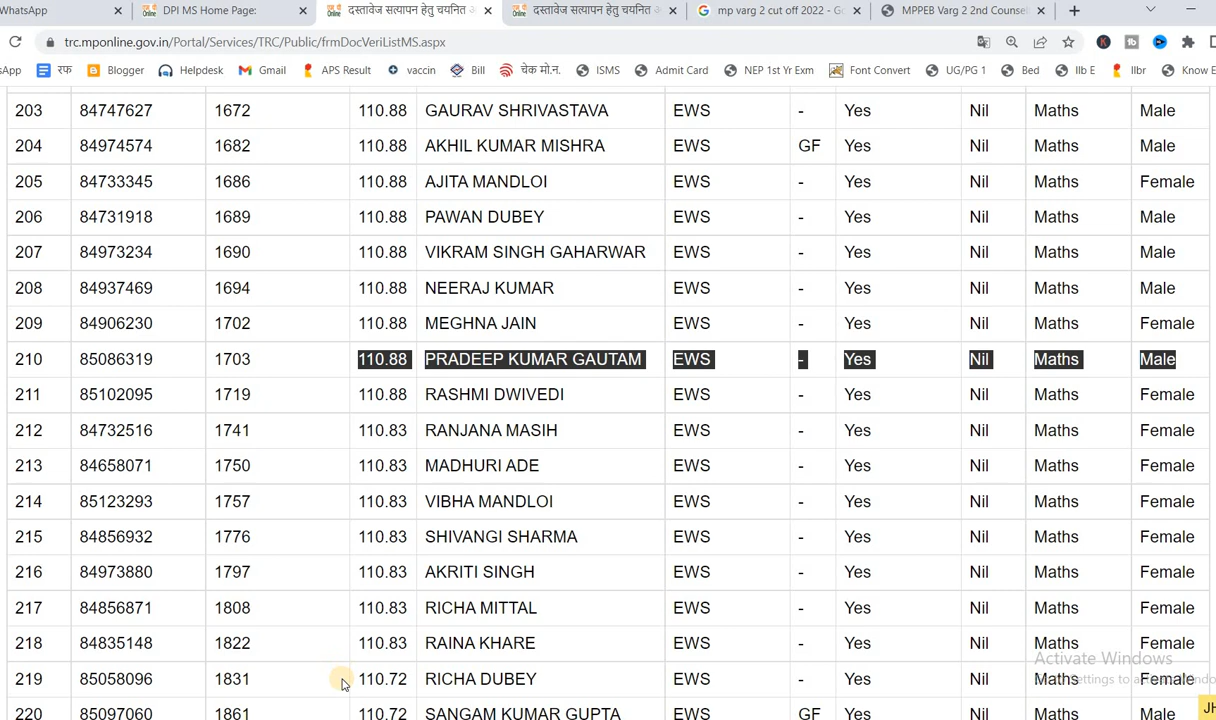 WhatsApp × DPI MS Home Page: × दस्तावेज सत्यापन हेतु चयनित × दस्तावेज सत्यापन हेतु चयनित × mp varg 2 cut off 2022 - G × MPPEB Varg 2 2nd Counsel × +
trc.mponline.gov.in/Portal/Services/TRC/Public/frmDocVeriListMS.aspx
sApp रफ Blogger Helpdesk Gmail APS Result vaccin Bill चेक मो.न. ISMS Admit Card NEP 1st Yr Exm Font Convert UG/PG 1 Bed IIb E IIbr Know E
203 84747627 1672 110.88 GAURAV SHRIVASTAVA EWS - Yes Nil Maths Male
204 84974574 1682 110.88 AKHIL KUMAR MISHRA EWS GF Yes Nil Maths Male
205 84733345 1686 110.88 AJITA MANDLOI EWS - Yes Nil Maths Female
206 84731918 1689 110.88 PAWAN DUBEY EWS - Yes Nil Maths Male
207 84973234 1690 110.88 VIKRAM SINGH GAHARWAR EWS - Yes Nil Maths Male
208 84937469 1694 110.88 NEERAJ KUMAR EWS - Yes Nil Maths Male
209 84906230 1702 110.88 MEGHNA JAIN EWS - Yes Nil Maths Female
210 85086319 1703 110.88 PRADEEP KUMAR GAUTAM EWS - Yes Nil Maths Male
211 85102095 1719 110.88 RASHMI DWIVEDI EWS - Yes Nil Maths Female
212 84732516 1741 110.83 RANJANA MASIH EWS - Yes Nil Maths Female
213 84658071 1750 110.83 MADHURI ADE EWS - Yes Nil Maths Female
214 85123293 1757 110.83 VIBHA MANDLOI EWS - Yes Nil Maths Female
215 84856932 1776 110.83 SHIVANGI SHARMA EWS - Yes Nil Maths Female
216 84973880 1797 110.83 AKRITI SINGH EWS - Yes Nil Maths Female
217 84856871 1808 110.83 RICHA MITTAL EWS - Yes Nil Maths Female
218 84835148 1822 110.83 RAINA KHARE EWS - Yes Nil Maths Female
Activate Windows
219 85058096 1831 110.72 RICHA DUBEY EWS - Yes Nil Maths Female
220 85097060 1861 110.72 SANGAM KUMAR GUPTA EWS GF Yes Nil Maths Male